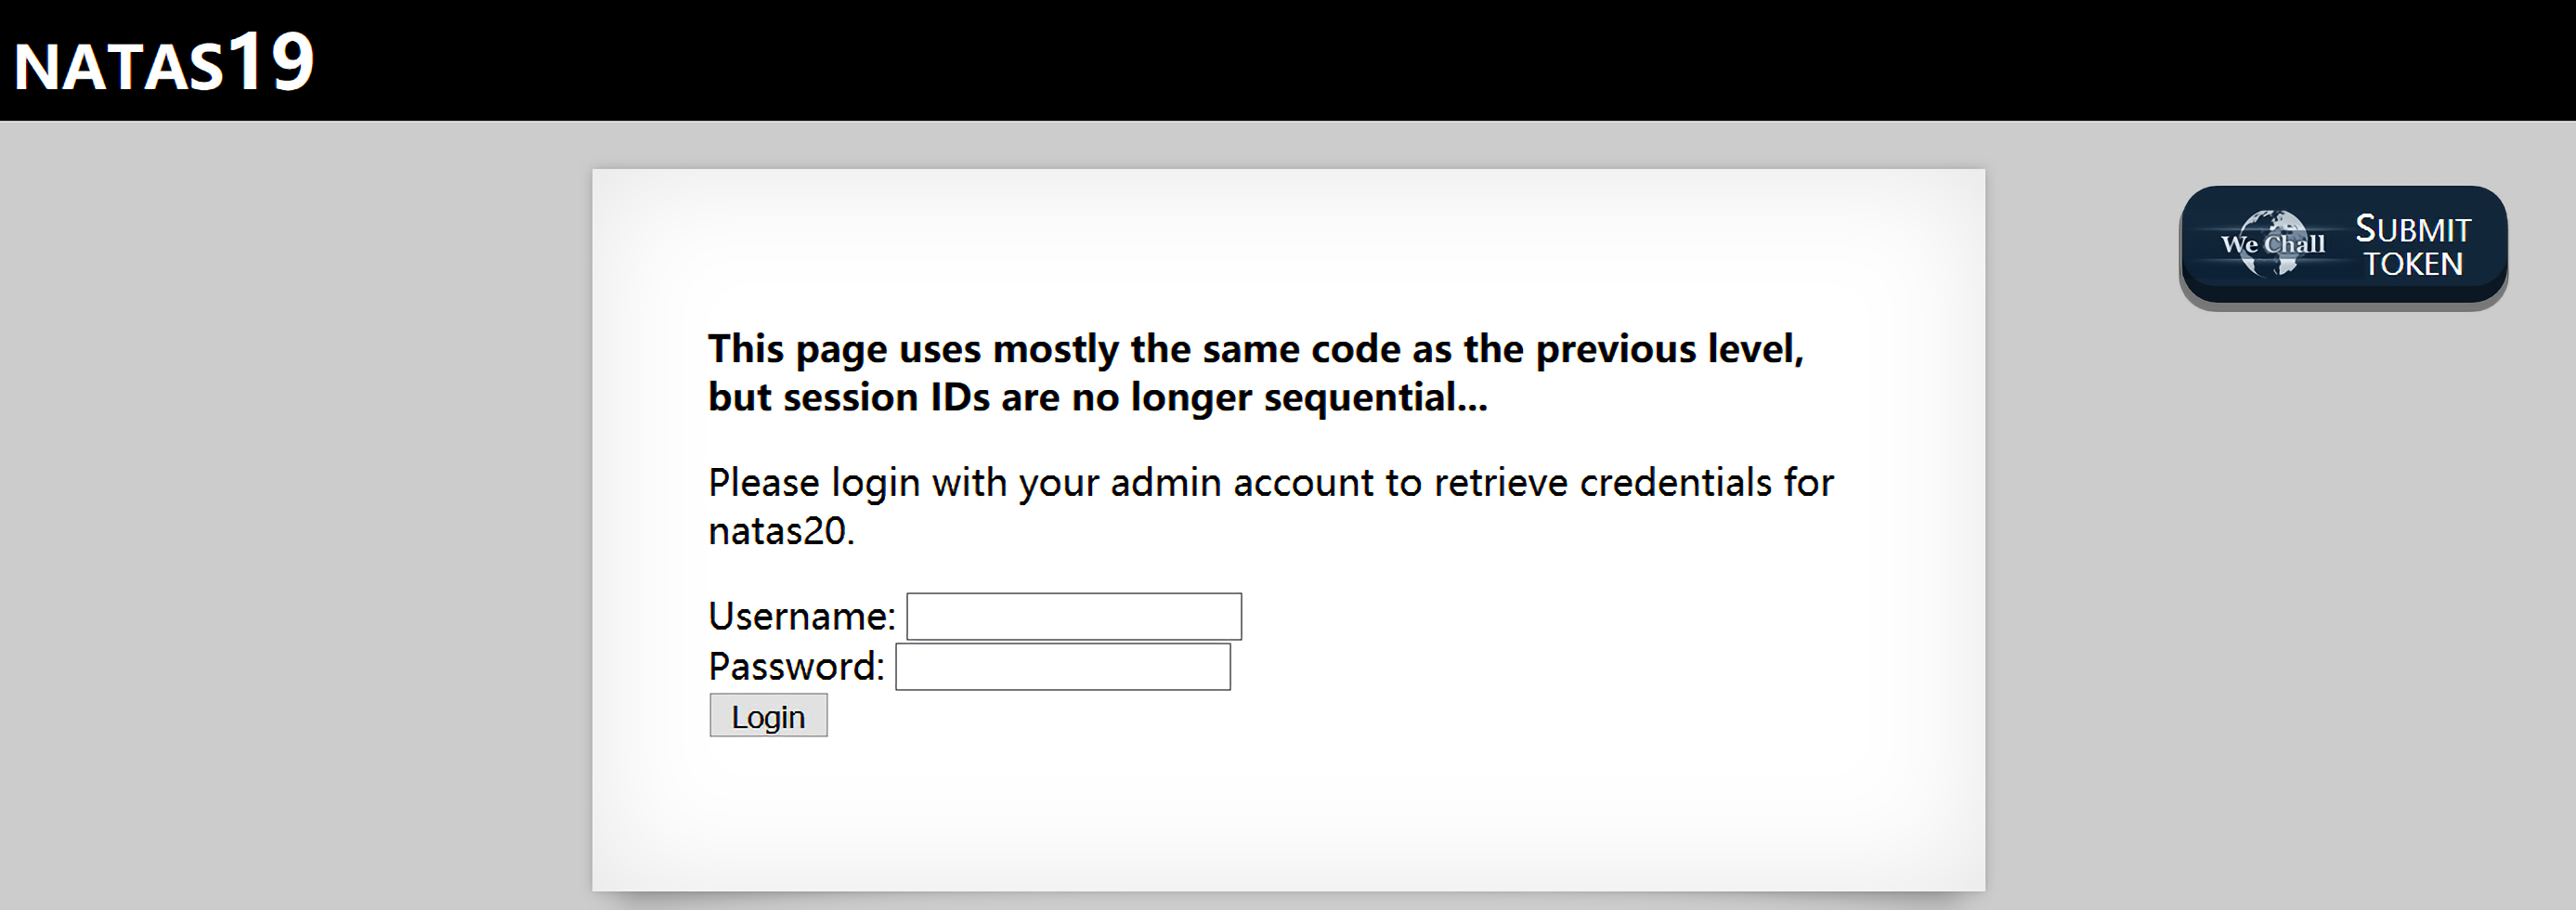 NATAS19
We Chall
SUBMIT
TOKEN
This page uses mostly the same code as the previous level,
but session IDs are no longer sequential...
Please login with your admin account to retrieve credentials for
natas20.
Username:
Password:
Login